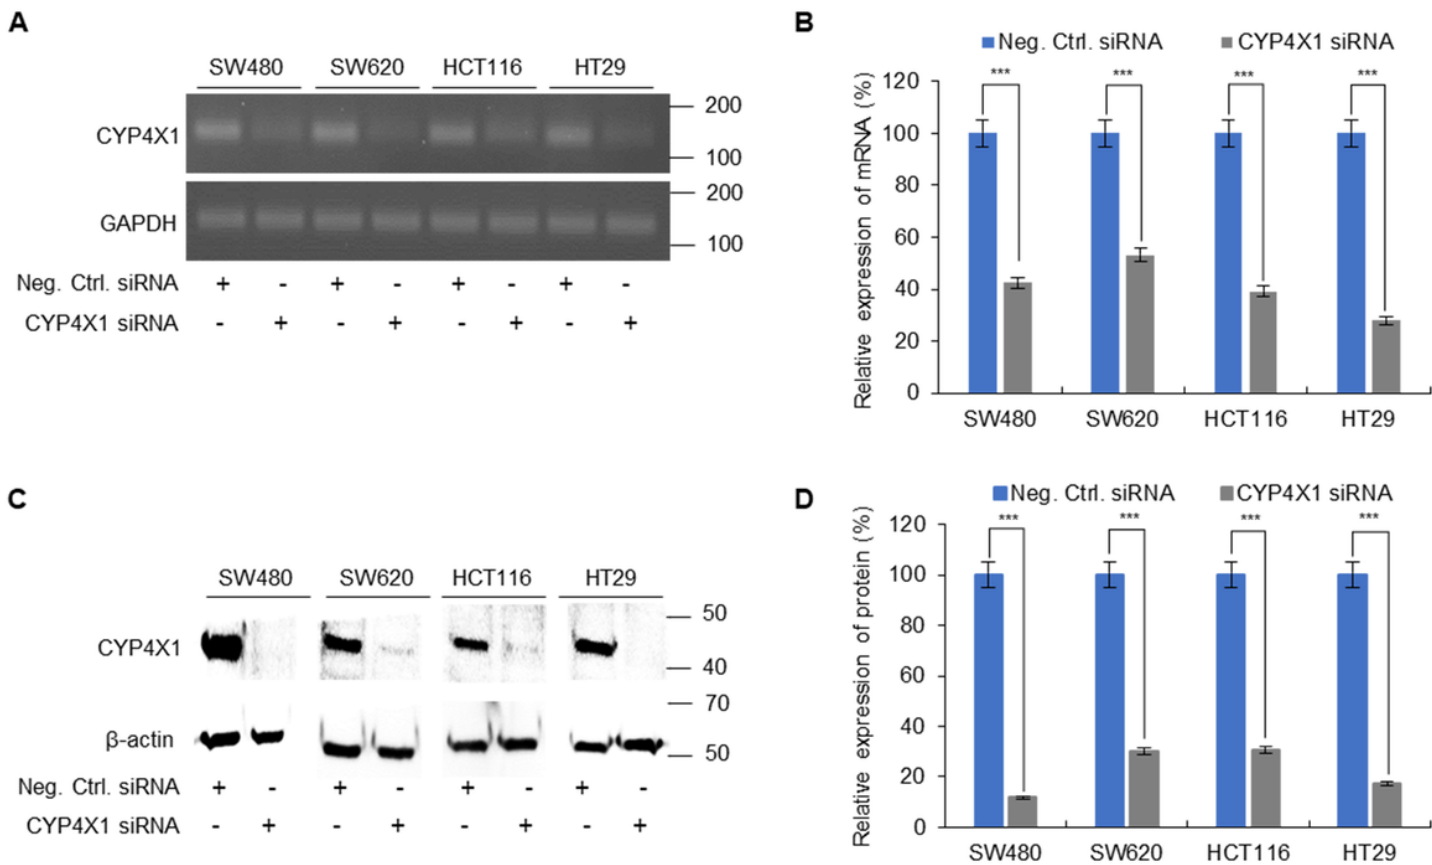 A
SW480 SW620 HCT116 HT29
CYP4X1
200
100
GAPDH
200
100
Neg. Ctrl. siRNA + - + - + - + -
CYP4X1 siRNA - + - + - + - +
B
Neg. Ctrl. siRNA CYP4X1 siRNA
Relative expression of mRNA (%)
120
100
80
60
40
20
0
*** *** *** ***
SW480 SW620 HCT116 HT29
C
SW480 SW620 HCT116 HT29
CYP4X1
50
40
β-actin
70
50
Neg. Ctrl. siRNA + - + - + - + -
CYP4X1 siRNA - + - + - + - +
D
Neg. Ctrl. siRNA CYP4X1 siRNA
Relative expression of protein (%)
120
100
80
60
40
20
0
*** *** *** ***
SW480 SW620 HCT116 HT29